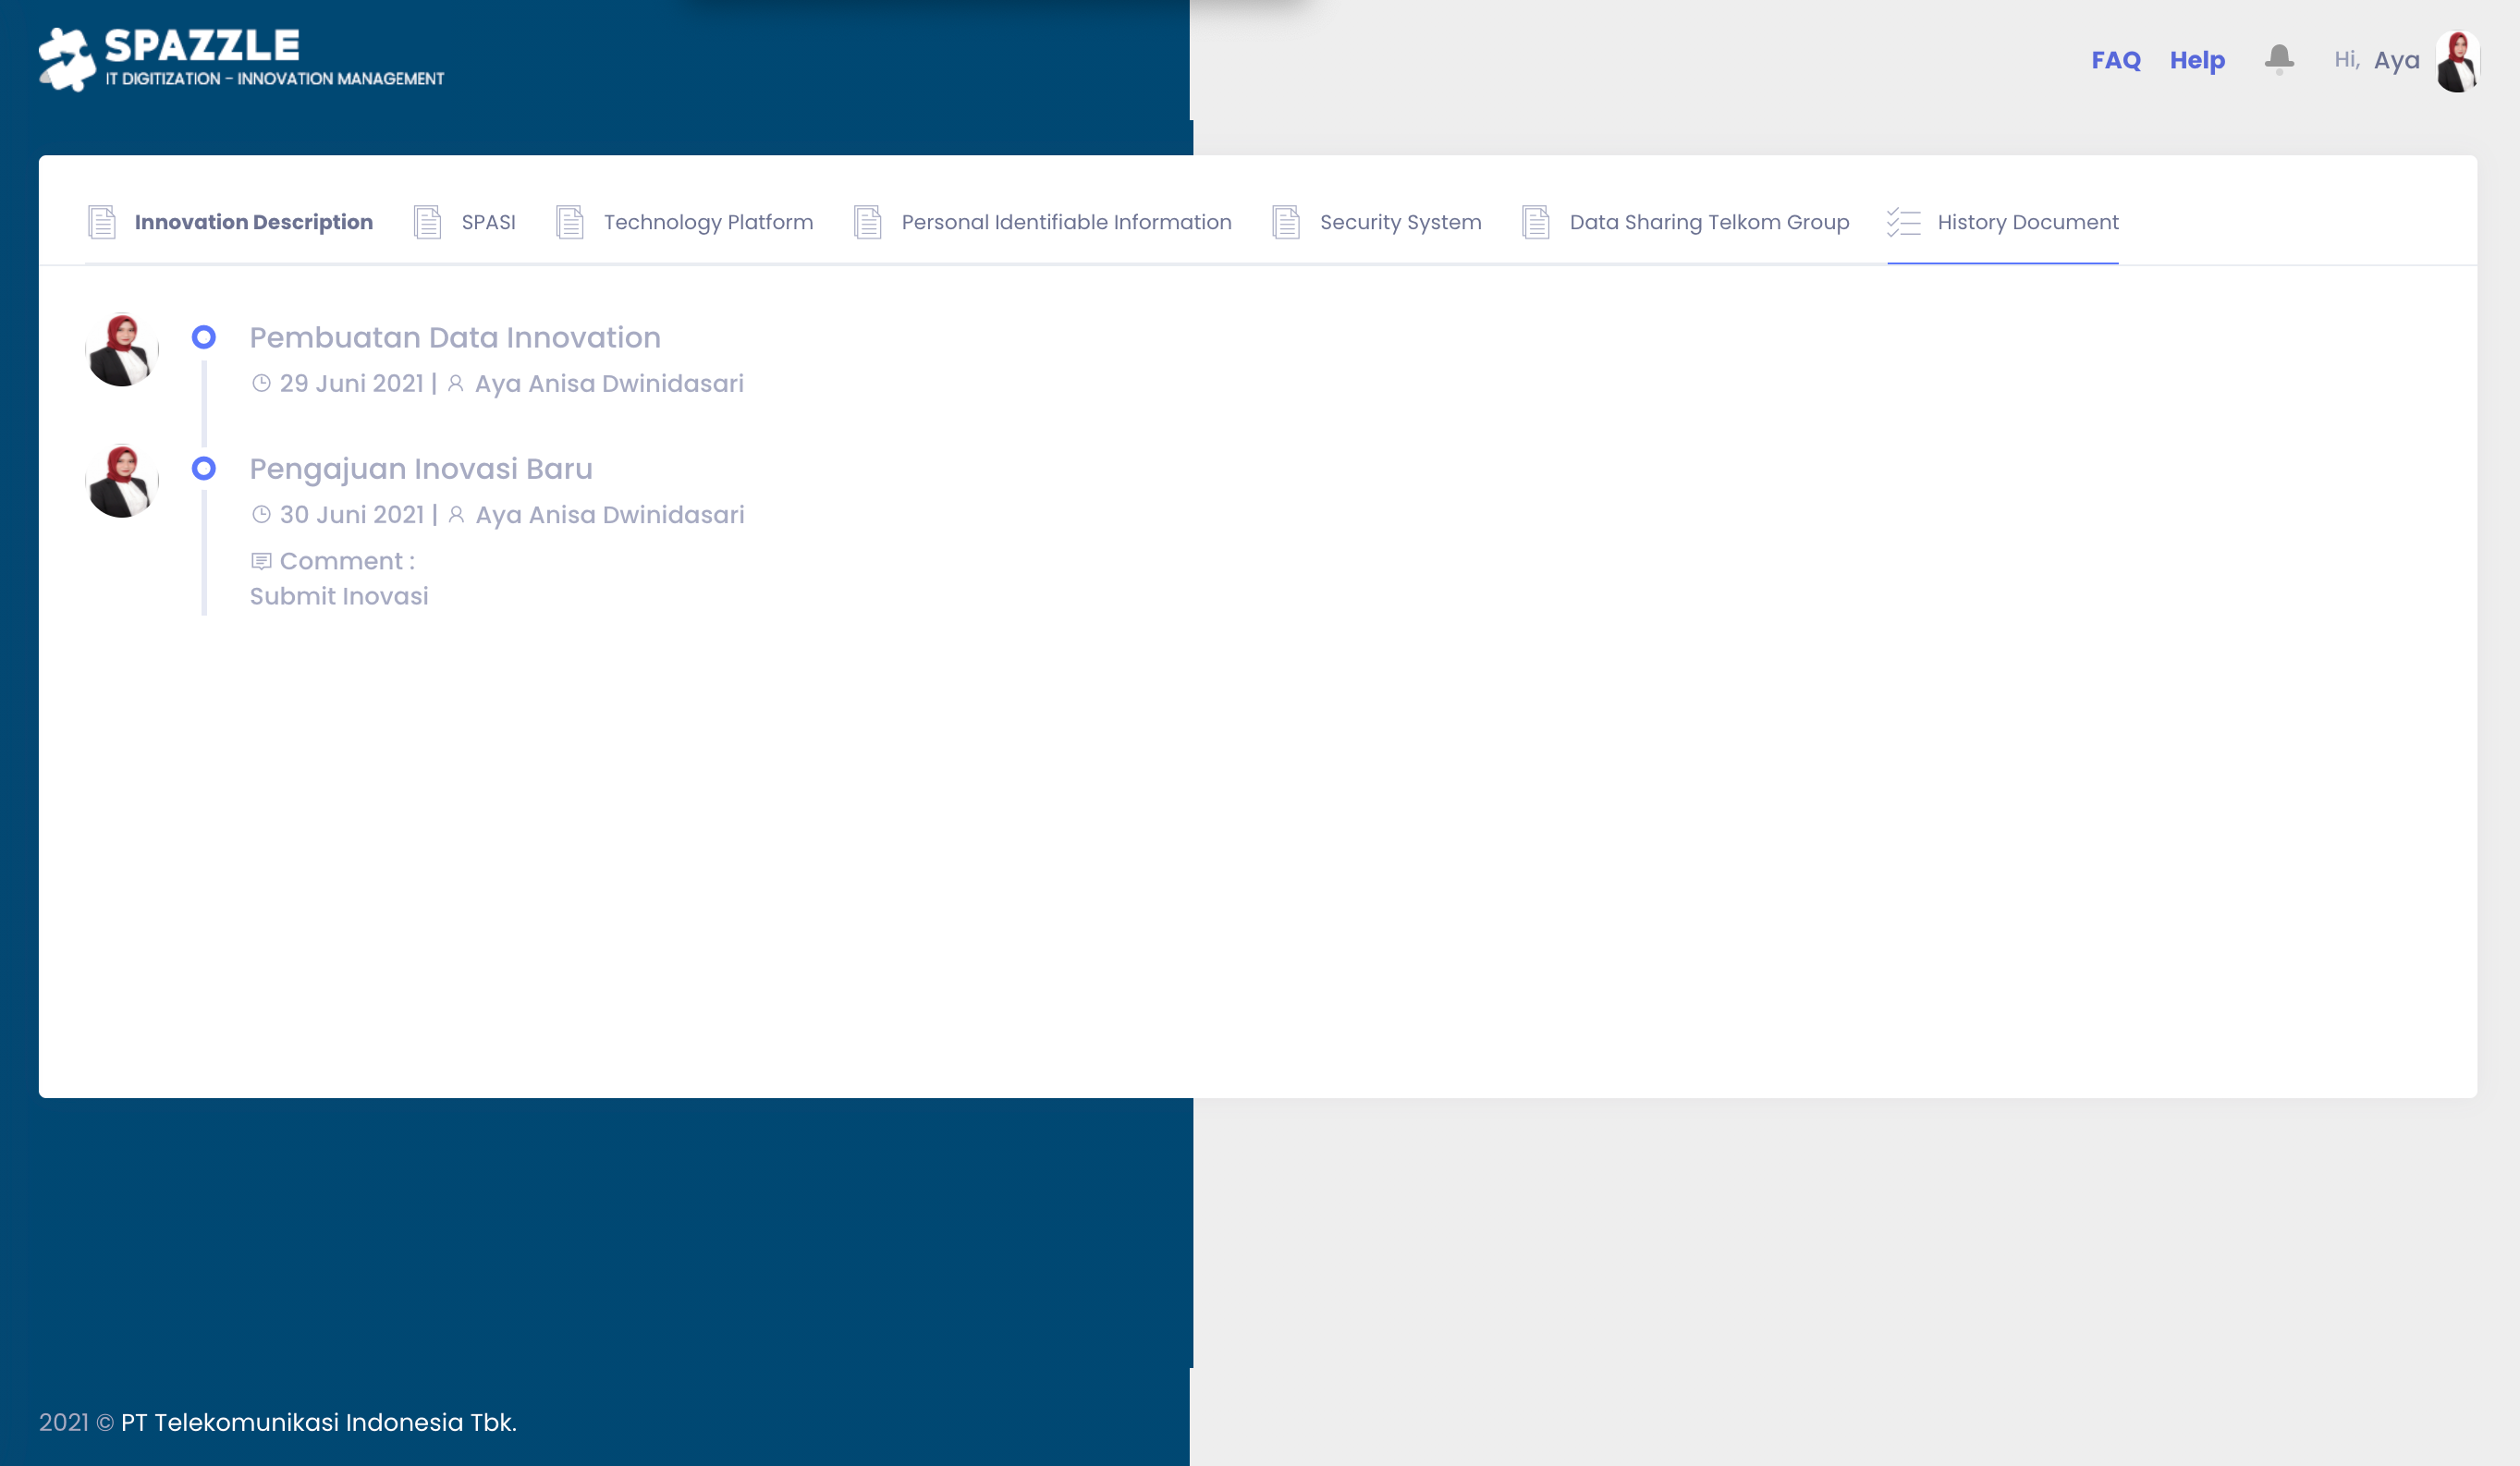 SPAZZLE
IT DIGITIZATION - INNOVATION MANAGEMENT
FAQ Help Hi, Aya
Innovation Description SPASI Technology Platform Personal Identifiable Information Security System Data Sharing Telkom Group History Document
Pembuatan Data Innovation
29 Juni 2021 | Aya Anisa Dwinidasari
Pengajuan Inovasi Baru
30 Juni 2021 | Aya Anisa Dwinidasari
Comment :
Submit Inovasi
2021 © PT Telekomunikasi Indonesia Tbk.